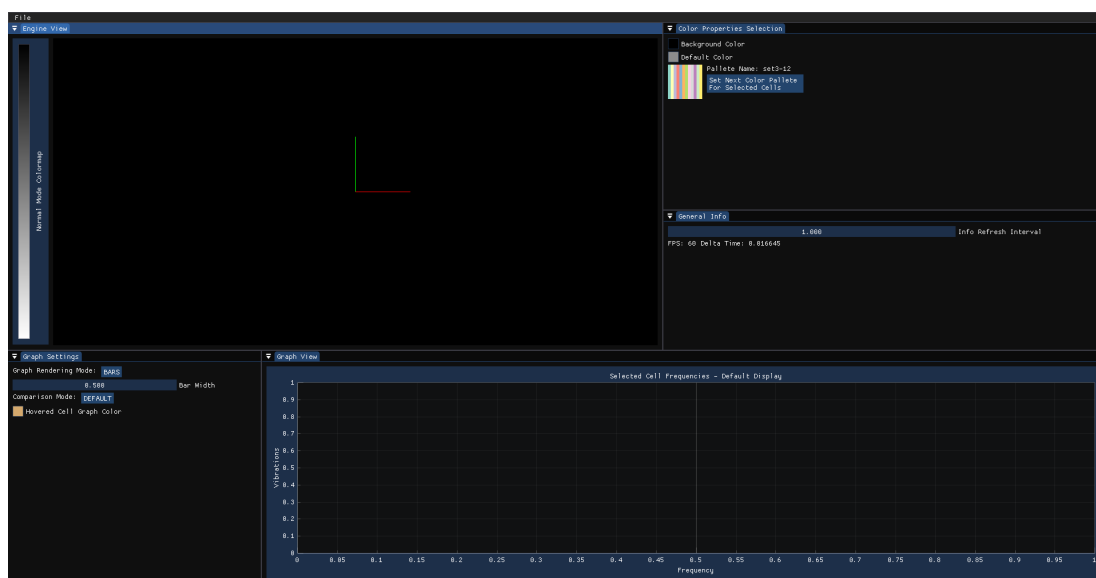 File
Engine View
Normal Mode Colormap
Color Properties Selection
Background Color
Default Color
Pallete Name: set3-12
Set Next Color Pallete
For Selected Cells
General Info
1.000 Info Refresh Interval
FPS: 60 Delta Time: 0.016645
Graph Settings
Graph Rendering Mode: BARS
0.500 Bar Width
Comparison Mode: DEFAULT
Hovered Cell Graph Color
Graph View
Selected Cell Frequencies - Default Display
Vibrations
1
0.9
0.8
0.7
0.6
0.5
0.4
0.3
0.2
0.1
0
0 0.05 0.1 0.15 0.2 0.25 0.3 0.35 0.4 0.45 0.5 0.55 0.6 0.65 0.7 0.75 0.8 0.85 0.9 0.95 1
Frequency